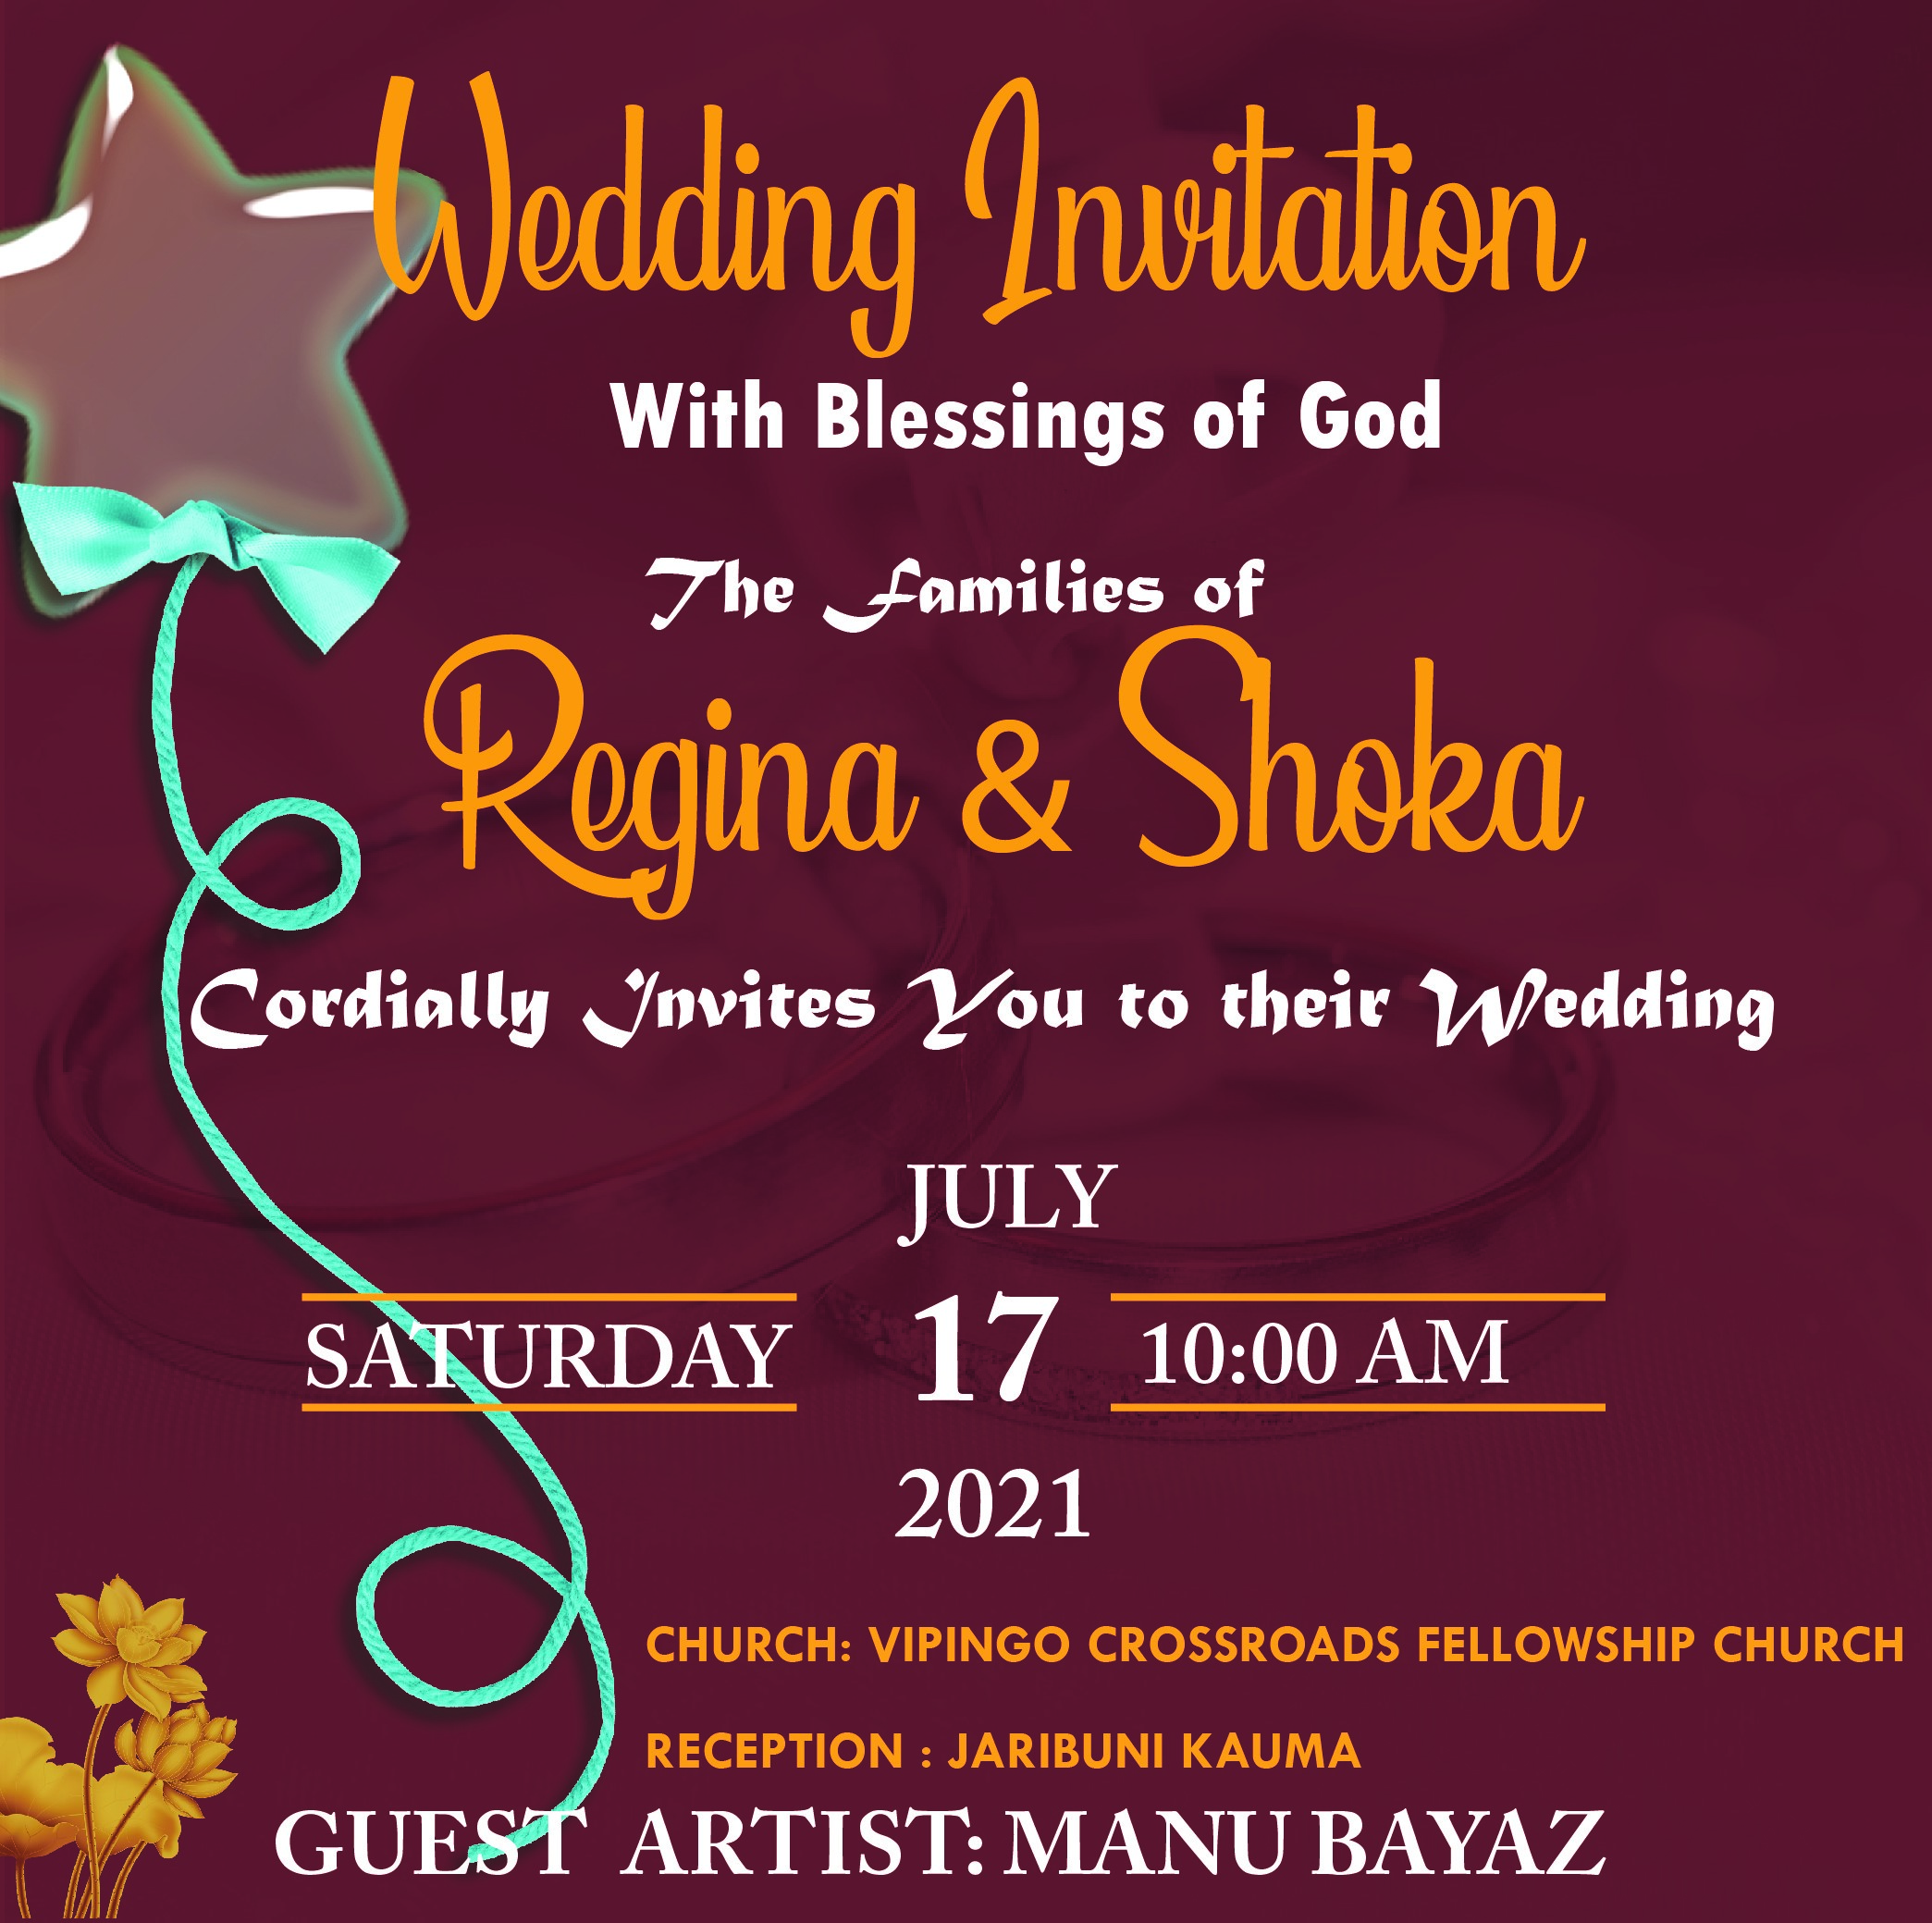 Wedding Invitation
With Blessings of God
The Families of
Regina & Shoka
Cordially Invites You to their Wedding
JULY
SATURDAY 17 10:00 AM
2021
CHURCH: VIPINGO CROSSROADS FELLOWSHIP CHURCH
RECEPTION : JARIBUNI KAUMA
GUEST ARTIST: MANU BAYAZ